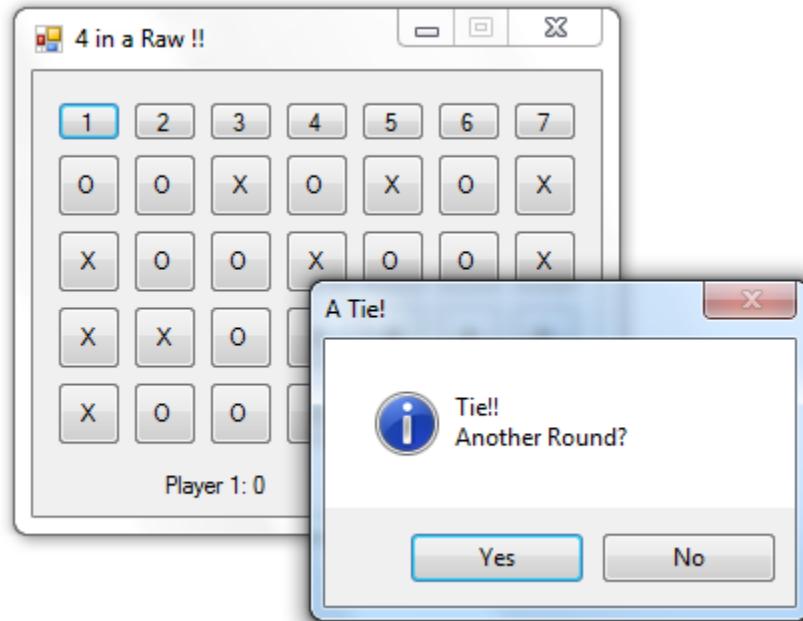 4 in a Raw !!
1 2 3 4 5 6 7
O O X O X O X
X O O X O O X
X X O
X O O
Player 1: 0
A Tie!
Tie!!
Another Round?
Yes No